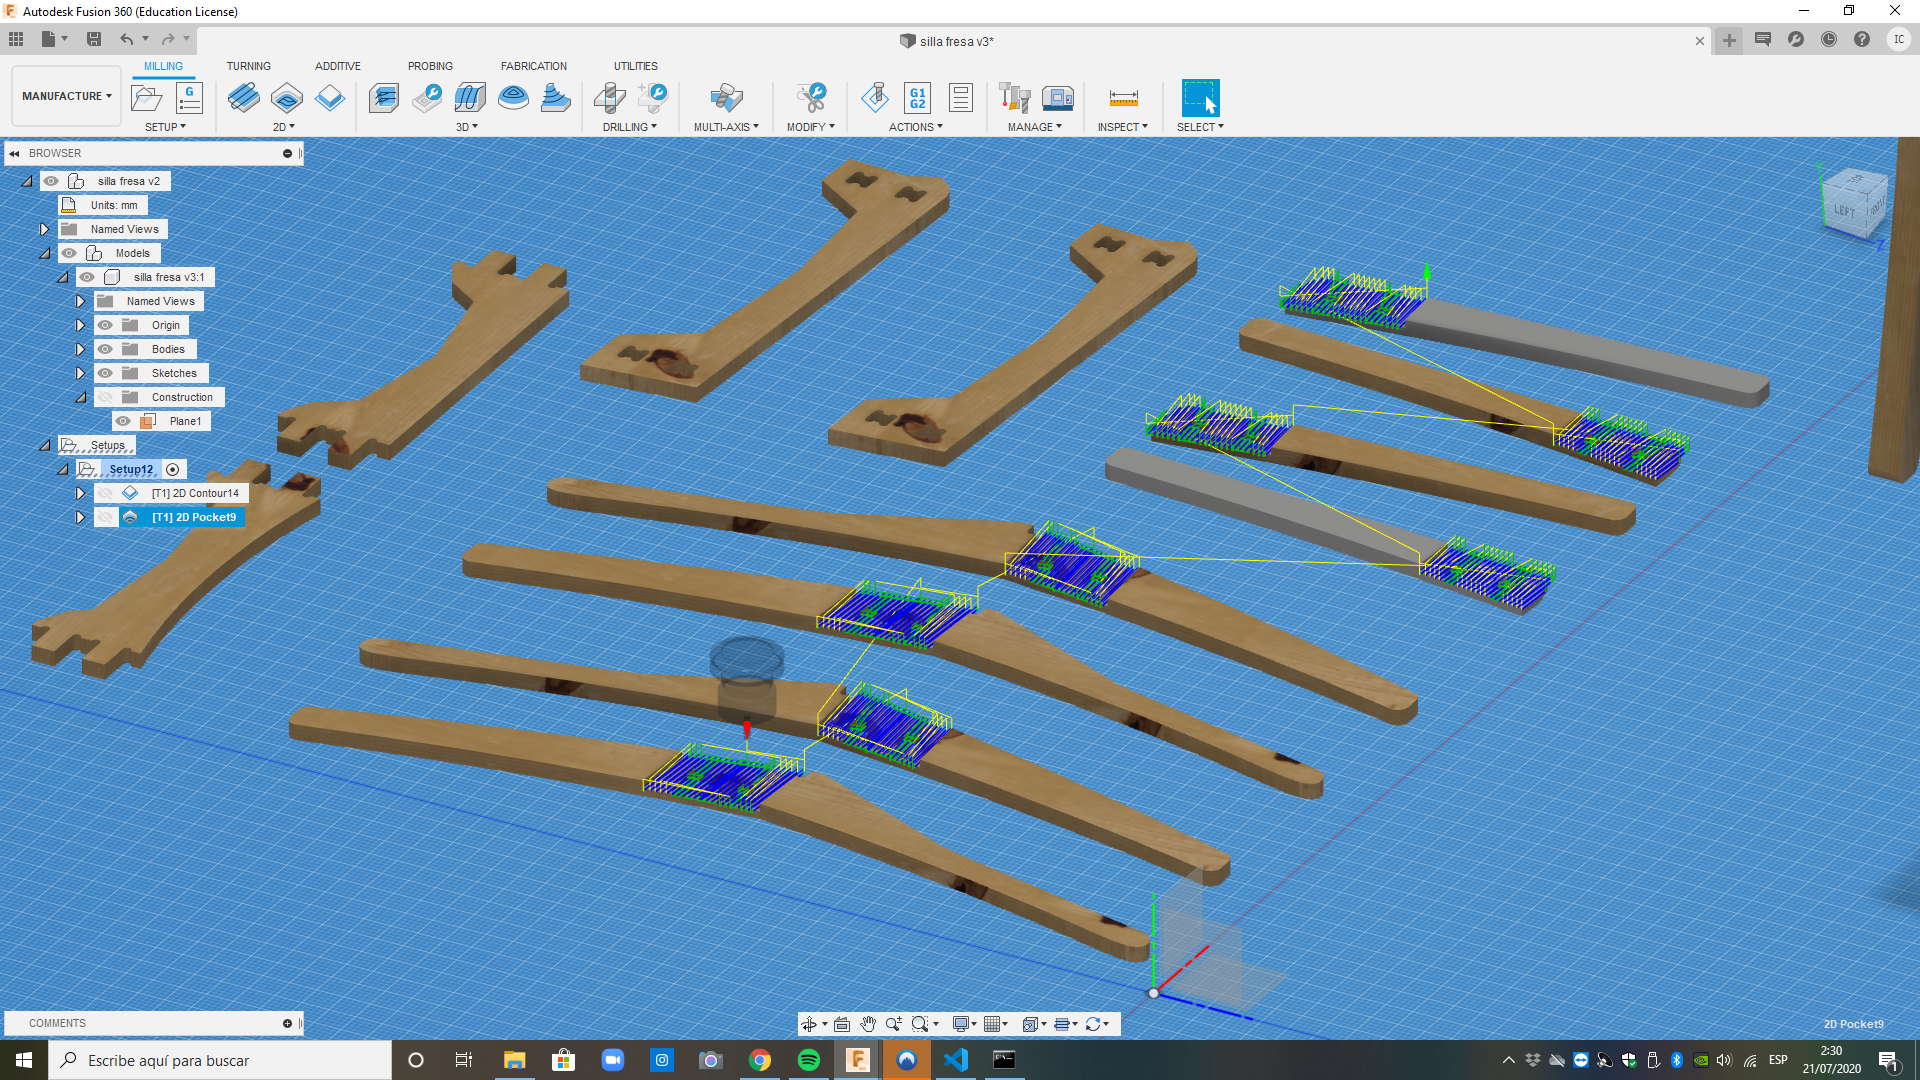 Autodesk Fusion 360 (Education License)
silla fresa v3*
IC
MANUFACTURE
MILLING
TURNING
ADDITIVE
PROBING
FABRICATION
UTILITIES
G
G1
G2
SETUP
2D
3D
DRILLING
MULTI-AXIS
MODIFY
ACTIONS
MANAGE
INSPECT
SELECT
BROWSER
silla fresa v2
Units: mm
Named Views
Models
silla fresa v3:1
Named Views
Origin
Bodies
Sketches
Construction
Plane1
Setups
Setup12
[T1] 2D Contour14
[T1] 2D Pocket9
LEFT
Z
COMMENTS
2D Pocket9
Escribe aquí para buscar
ESP
2:30
21/07/2020
1